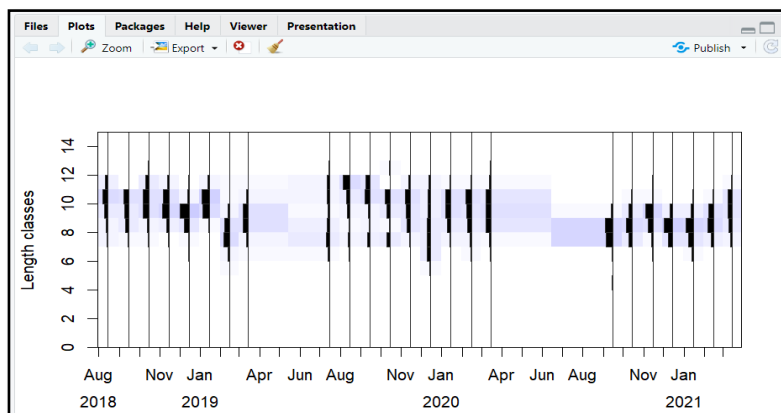 Files Plots Packages Help Viewer Presentation
Zoom Export Publish
Length classes
14
12
10
8
6
4
2
0
Aug Nov Jan Apr Jun Aug Nov Jan Apr Jun Aug Nov Jan
2018 2019 2020 2021